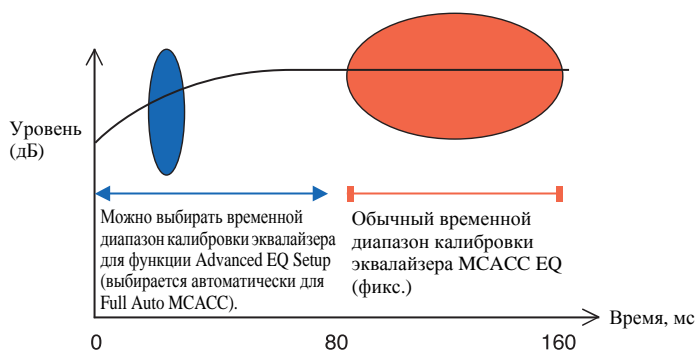 Уровень
(дБ)
Можно выбирать временной
диапазон калибровки эквалайзера
для функции Advanced EQ Setup
(выбирается автоматически для
Full Auto MCACC).
Обычный временной
диапазон калибровки
эквалайзера MCACC EQ
(фикс.)
Время, мс
0
80
160